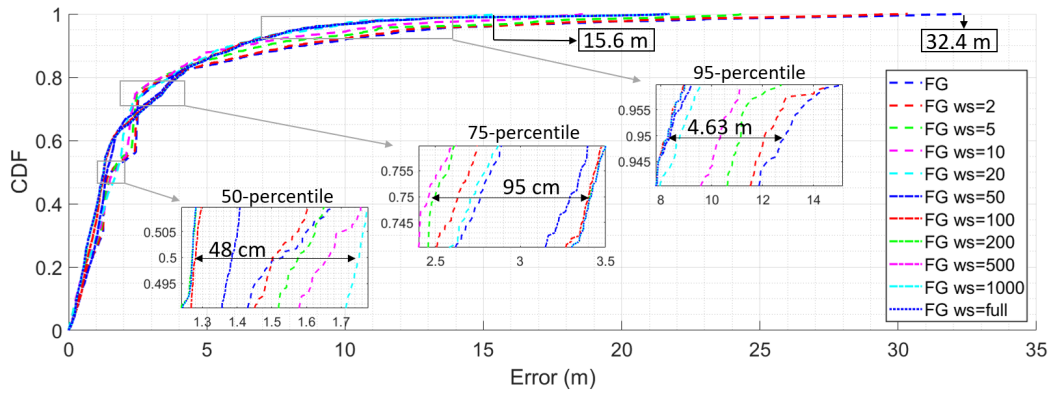 1
0.8
0.6
0.4
0.2
0
CDF
0
5
10
15
20
25
30
35
Error (m)
15.6 m
32.4 m
95-percentile
0.955
0.95
0.945
4.63 m
8
10
12
14
75-percentile
0.755
0.75
0.745
95 cm
2.5
3
3.5
50-percentile
0.505
0.5
0.495
48 cm
1.3
1.4
1.5
1.6
1.7
FG
FG ws=2
FG ws=5
FG ws=10
FG ws=20
FG ws=50
FG ws=100
FG ws=200
FG ws=500
FG ws=1000
FG ws=full